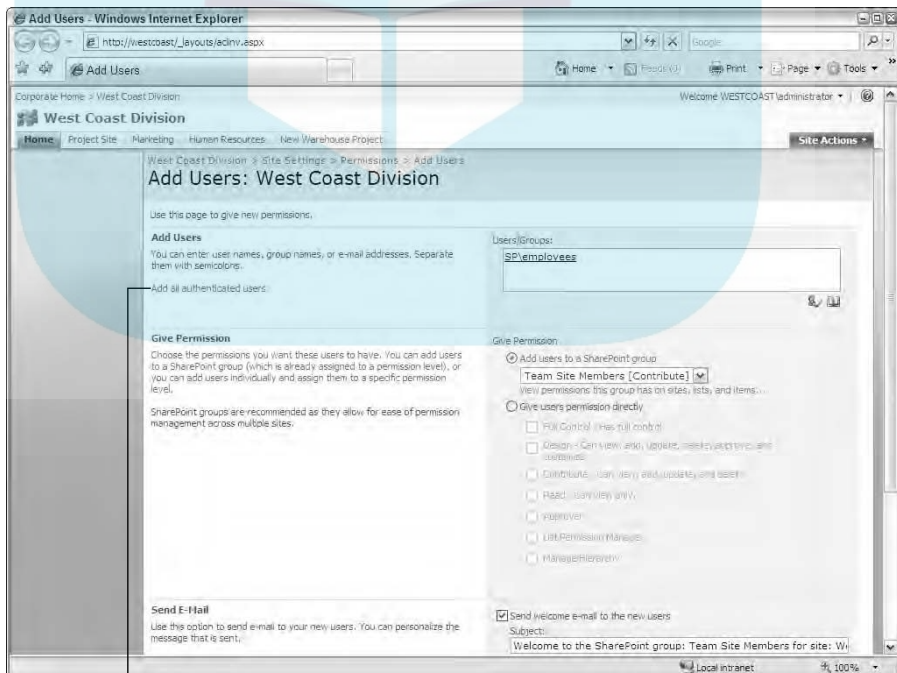 Add Users - Windows Internet Explorer
http://westcoast/_layouts/aclinv.aspx
Google
Add Users
Home
Feeds (0)
Print
Page
Tools
Corporate Home > West Coast Division
Welcome WESTCOAST\administrator
West Coast Division
Home
Project Site
Marketing
Human Resources
New Warehouse Project
Site Actions
West Coast Division > Site Settings > Permissions > Add Users
Add Users: West Coast Division
Use this page to give new permissions.
Add Users
You can enter user names, group names, or e-mail addresses. Separate
them with semicolons.
Add all authenticated users
Users/Groups:
SP\employees
Give Permission
Choose the permissions you want these users to have. You can add users
to a SharePoint group (which is already assigned to a permission level), or
you can add users individually and assign them to a specific permission
level.
SharePoint groups are recommended as they allow for ease of permission
management across multiple sites.
Give Permission
Add users to a SharePoint group
Team Site Members [Contribute]
View permissions this group has on sites, lists, and items...
Give users permission directly
Full Control - Has full control
Design - Can view, add, update, delete, approve, and
customize
Contribute - Can view, add, update, and delete
Read - Can view only
Approver
List Permission Manager
ManageHierarchy
Send E-Mail
Use this option to send e-mail to your new users. You can personalize the
message that is sent.
Send welcome e-mail to the new users
Subject:
Welcome to the SharePoint group: Team Site Members for site: W
Local intranet
100%